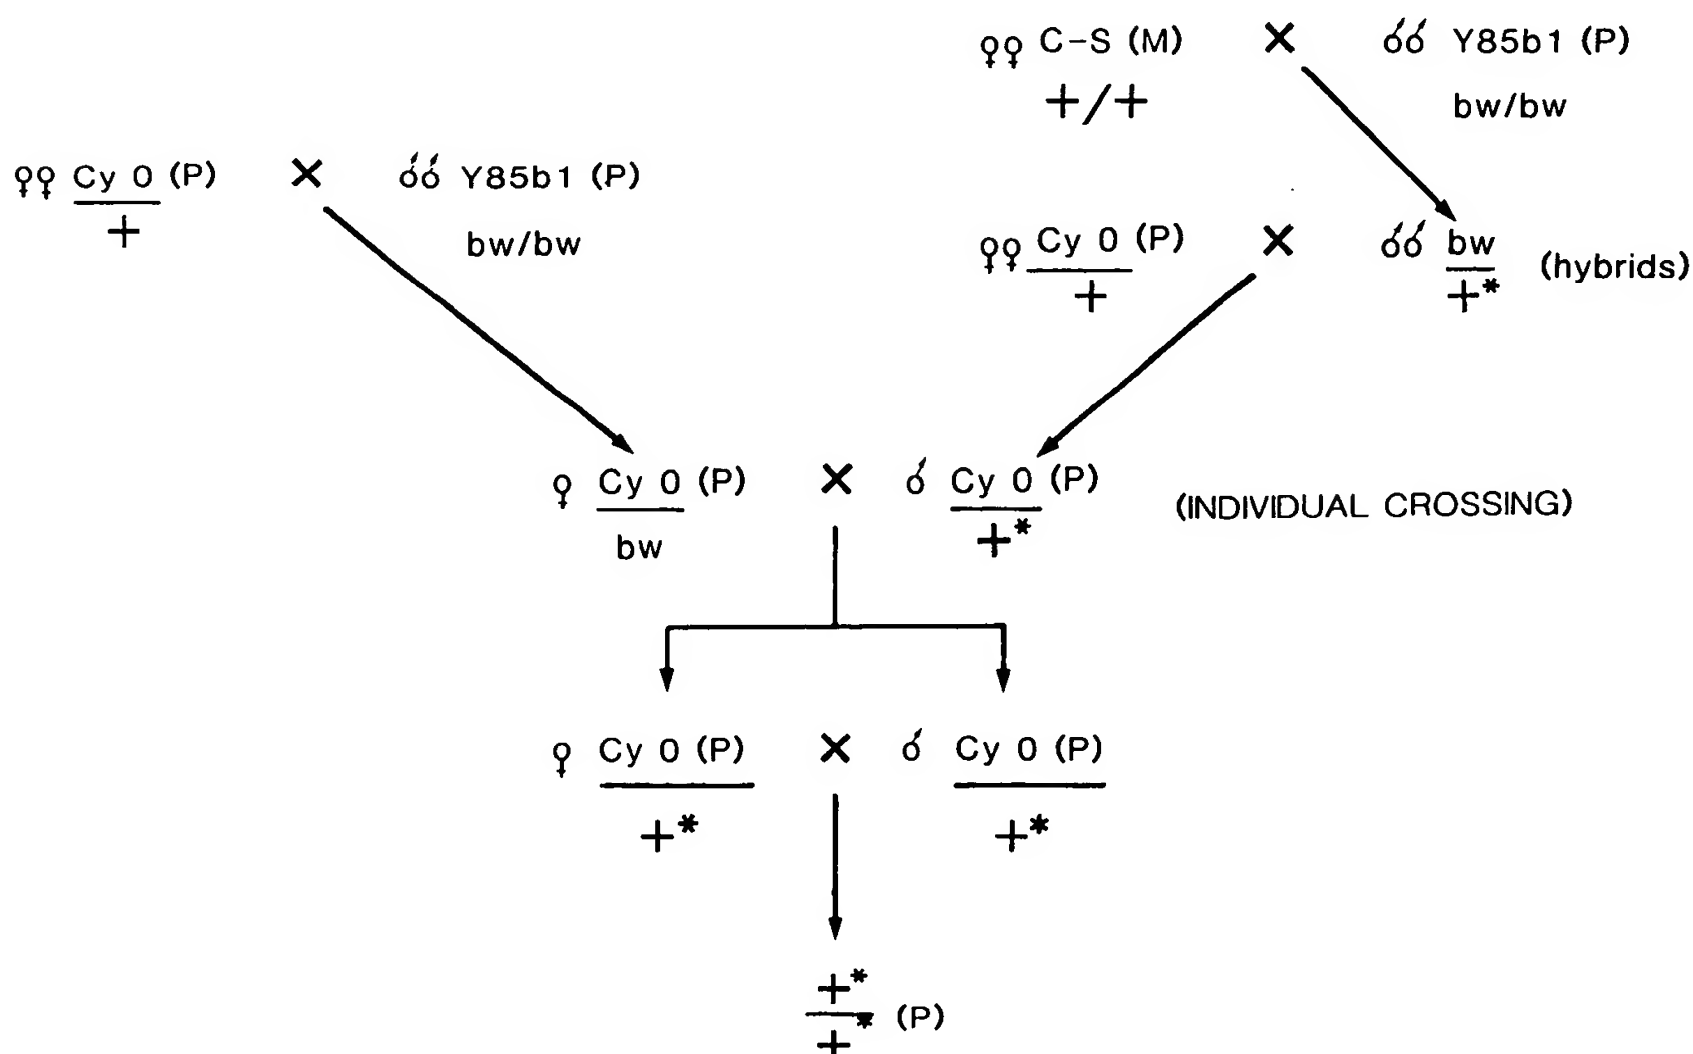 ♀♀ C-S (M) × ♂♂ Y85b1 (P)
+/+ bw/bw
♀♀ Cy O (P) × ♂♂ Y85b1 (P)
+ bw/bw
♀♀ Cy O (P) × ♂♂ bw (hybrids)
+ +*
♀ Cy O (P) × ♂ Cy O (P) (INDIVIDUAL CROSSING)
bw +*
♀ Cy O (P) × ♂ Cy O (P)
+* +*
+*
(P)
+*